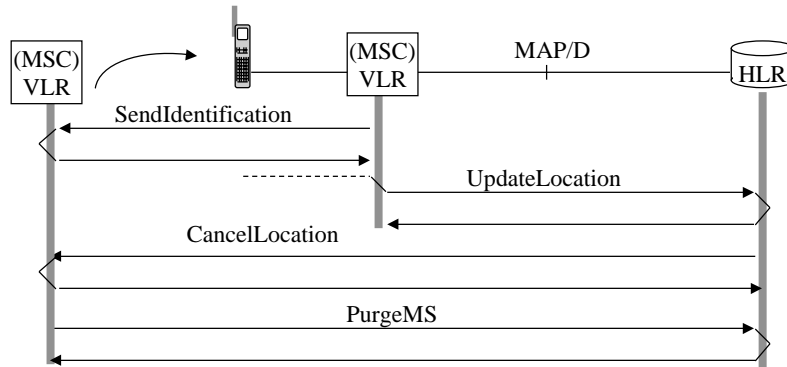 (MSC)
VLR
(MSC)
VLR
MAP/D
HLR
SendIdentification
UpdateLocation
CancelLocation
PurgeMS